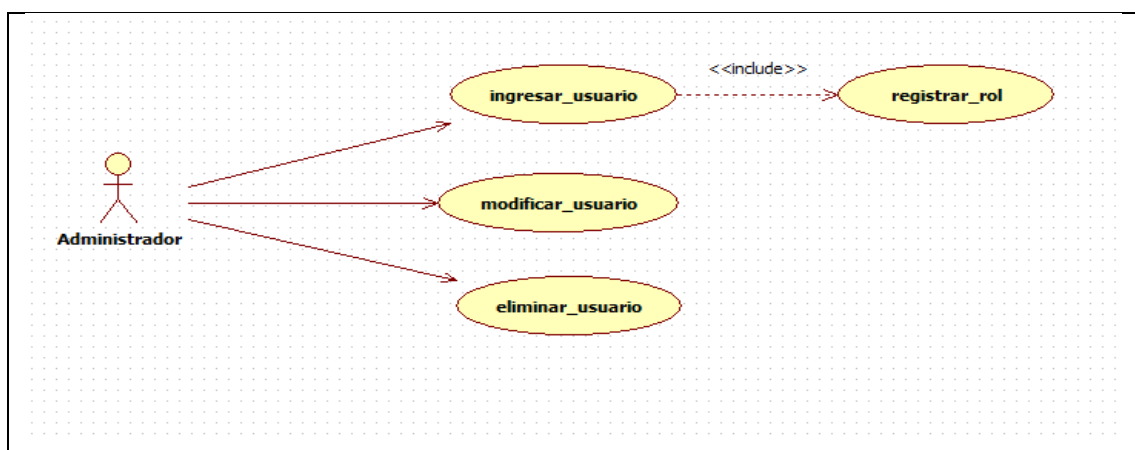 <<include>>
ingresar_usuario
registrar_rol
modificar_usuario
Administrador
eliminar_usuario